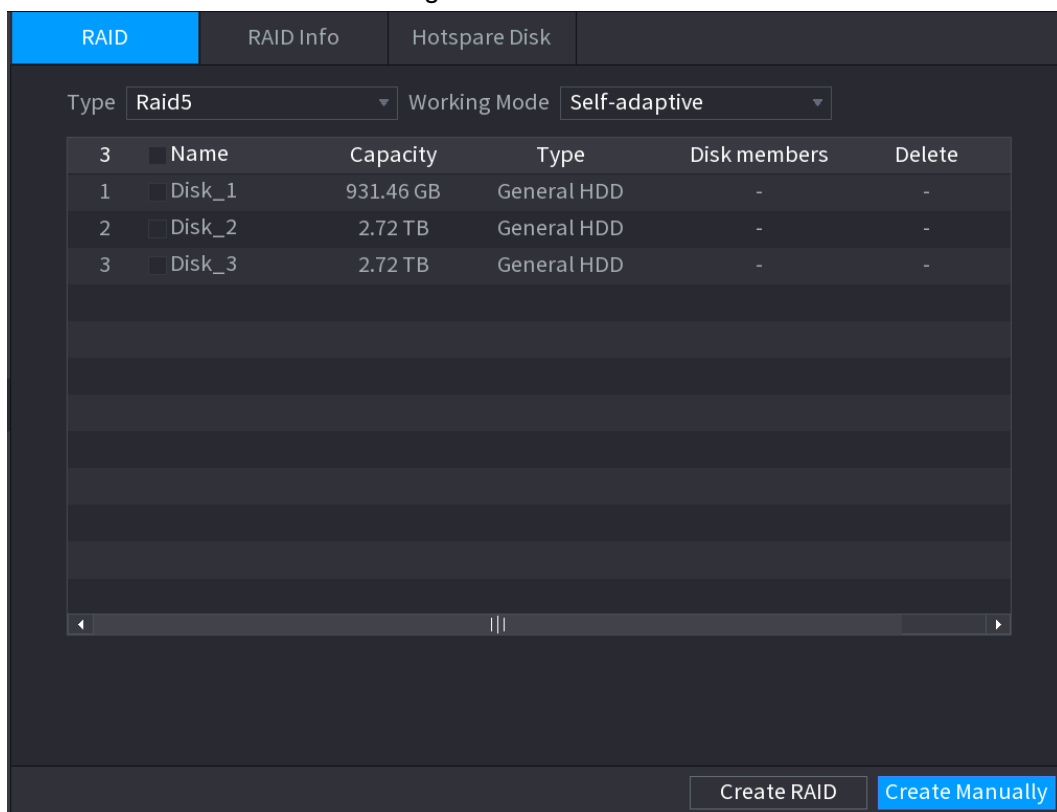 RAID RAID Info Hotspare Disk
Type Raid5 Working Mode Self-adaptive
3 Name Capacity Type Disk members Delete
1 Disk_1 931.46 GB General HDD - -
2 Disk_2 2.72 TB General HDD - -
3 Disk_3 2.72 TB General HDD - -
Create RAID Create Manually